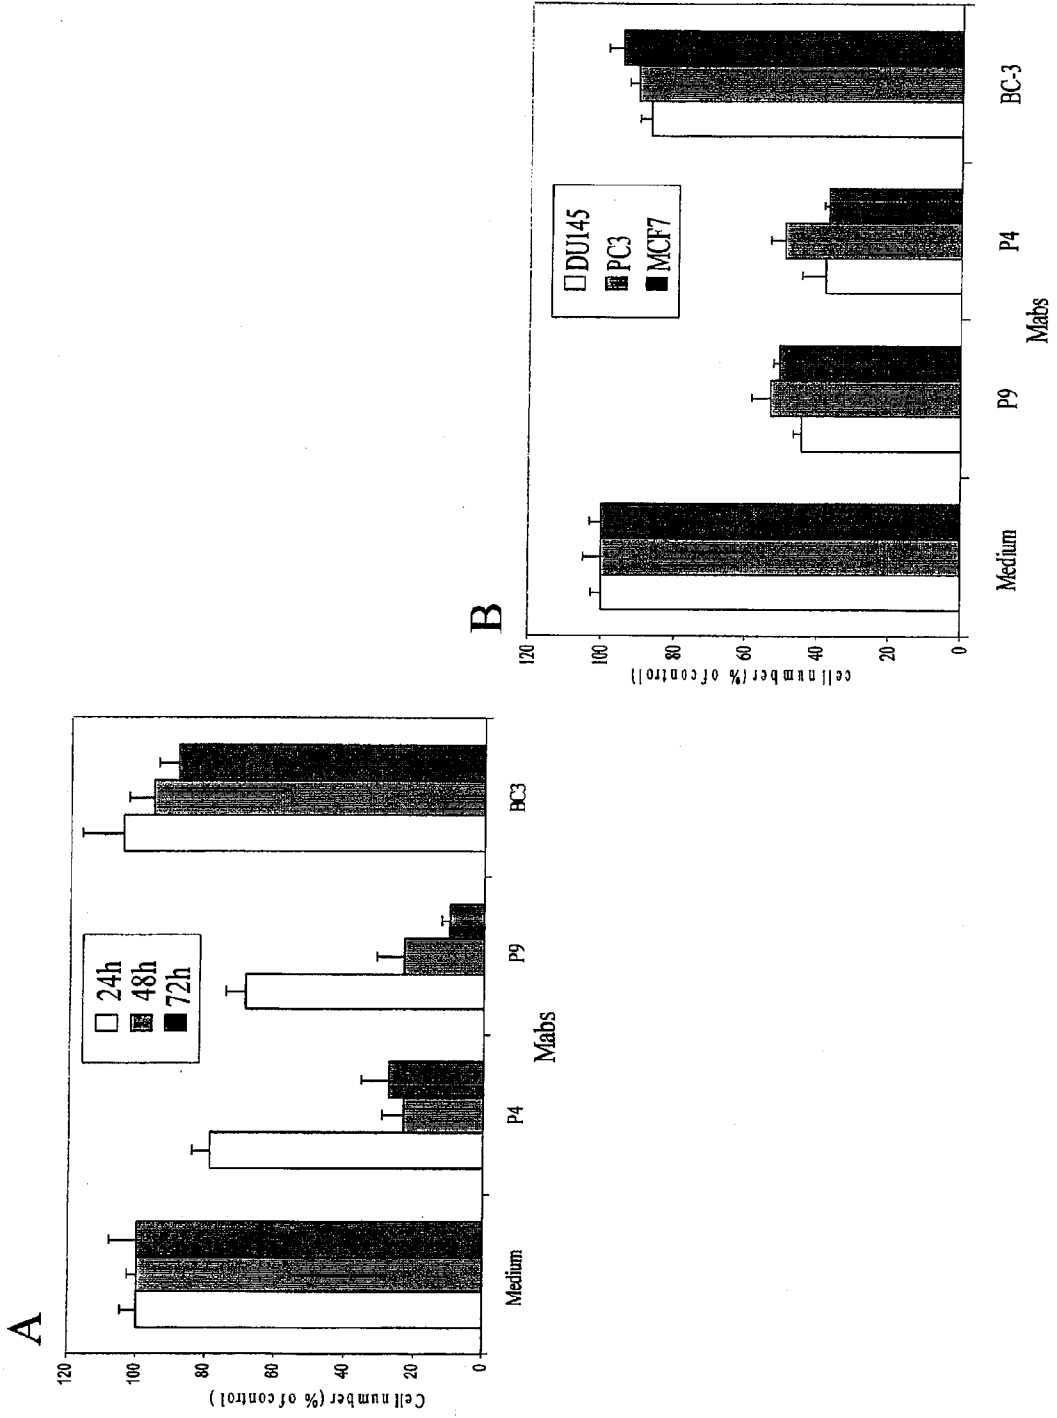 A
Cell number (% of control)
120
100
80
60
40
20
0
24h
48h
72h
Medium
P4
P9
BC3
Mabs
B
cell number (% of control)
120
100
80
60
40
20
0
DU145
PC3
MCF7
Medium
P9
P4
BC-3
Mabs